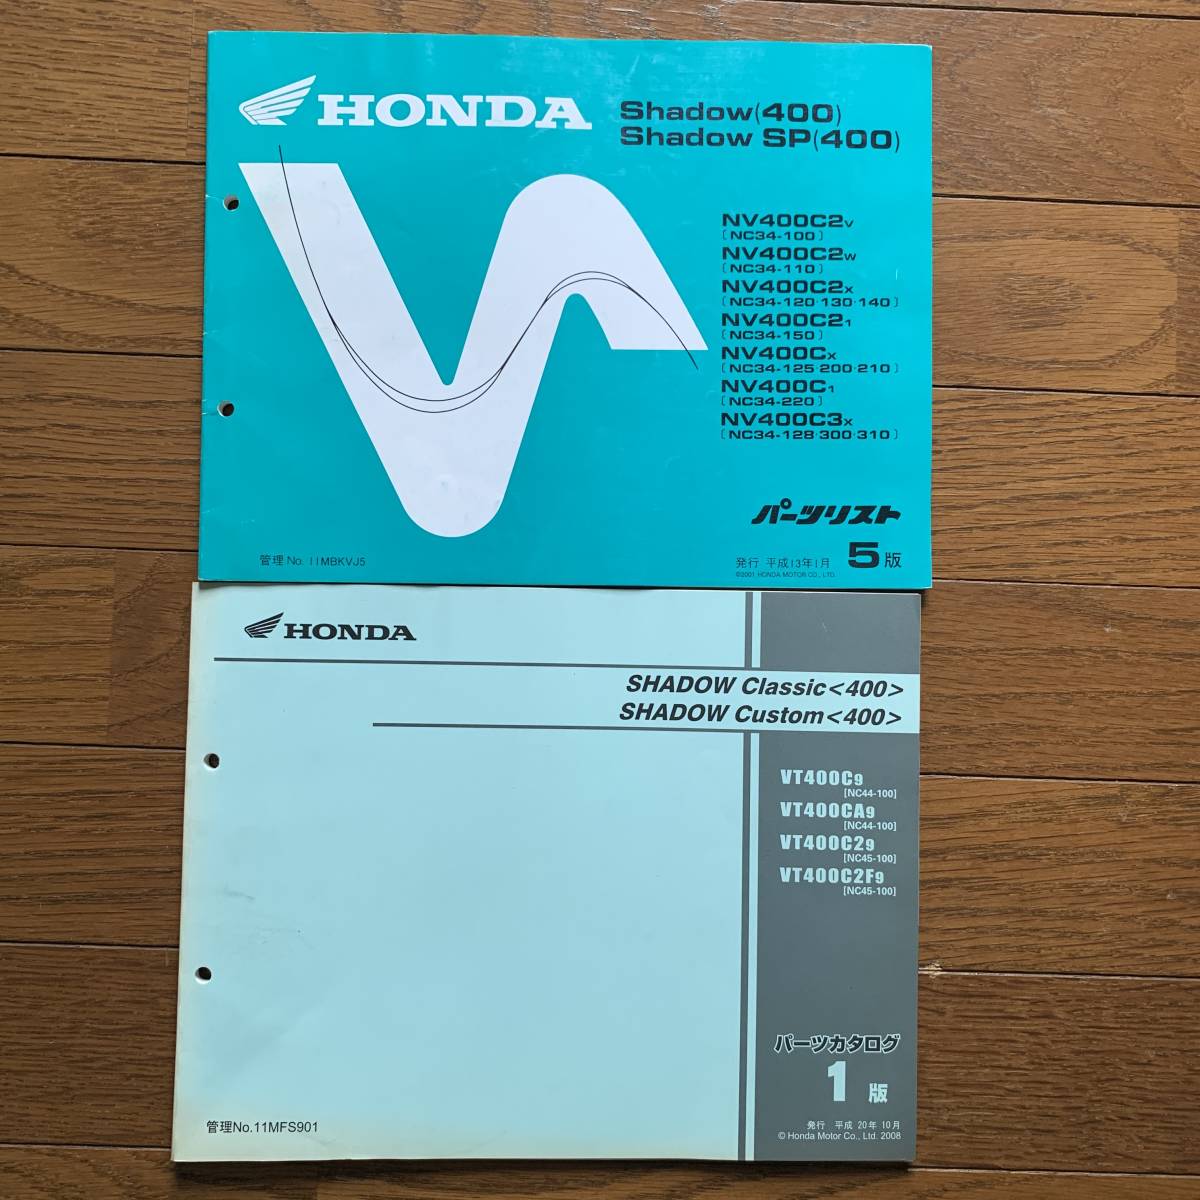 HONDA
Shadow(400)
Shadow SP(400)
NV400C2V
[NC34-100]
NV400C2W
[NC34-110]
NV400C2X
[NC34-120·130·140]
NV400C21
[NC34-150]
NV400CX
[NC34-125·200·210]
NV400C1
[NC34-220]
NV400C3X
[NC34-128·300·310]
パーツリスト
管理 No. 11MBKVJ5
発行 平成13年1月 5版
©2001 HONDA MOTOR CO., LTD.
HONDA
SHADOW Classic<400>
SHADOW Custom<400>
VT400C9
[NC44-100]
VT400CA9
[NC44-100]
VT400C29
[NC45-100]
VT400C2F9
[NC45-100]
パーツカタログ
1 版
管理No.11MFS901
発行 平成 20年 10月
© Honda Motor Co., Ltd. 2008